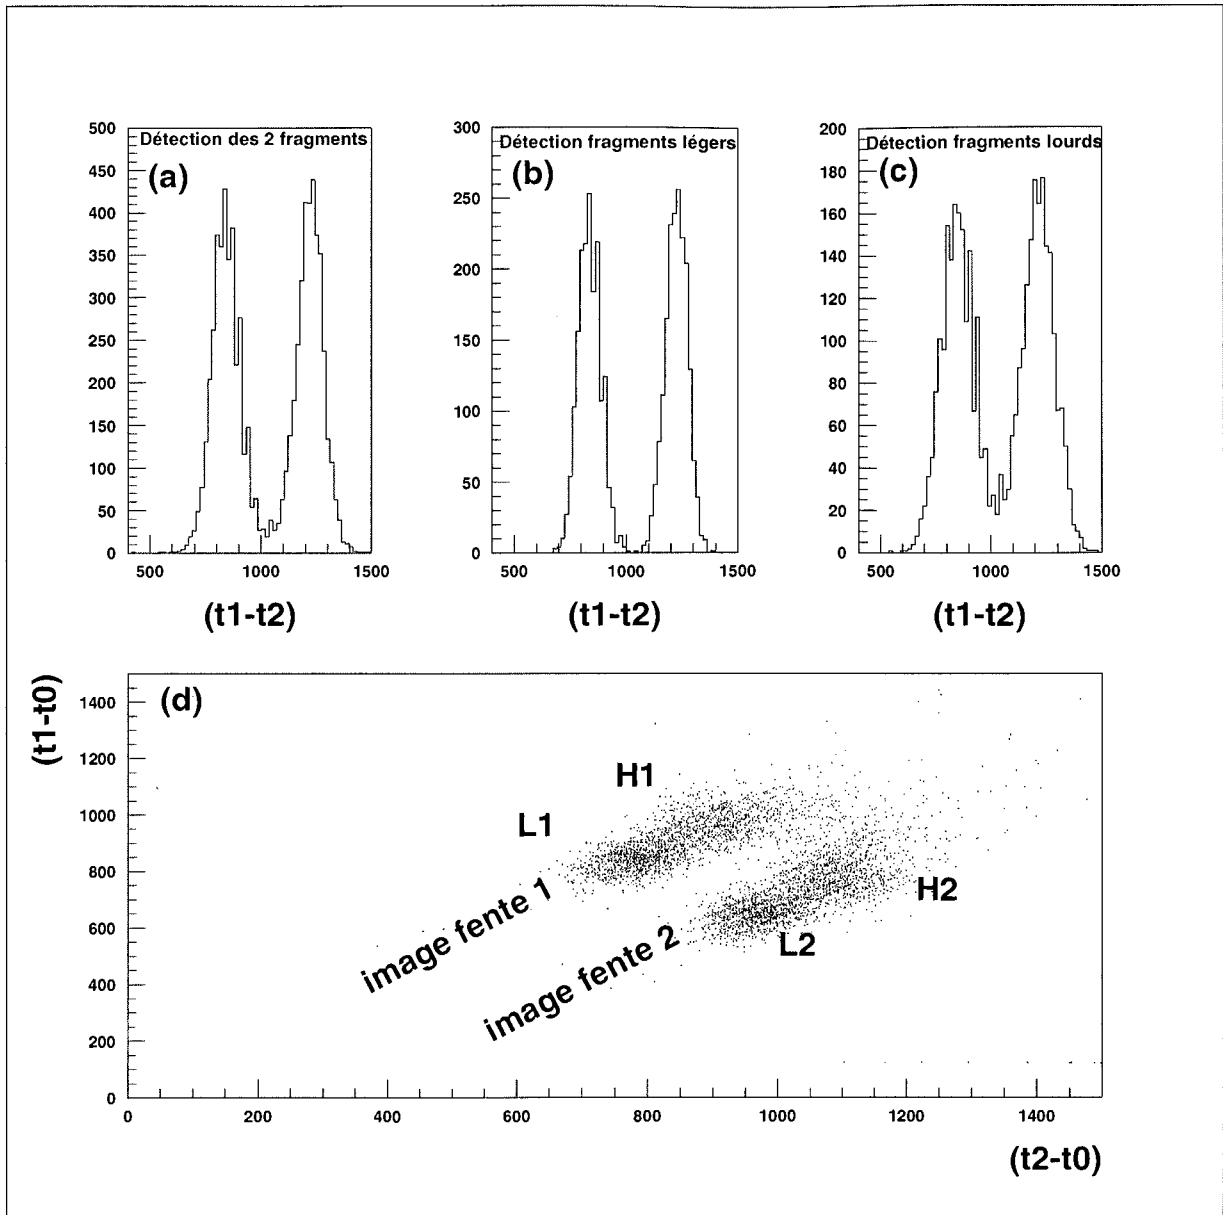 Détection des 2 fragments
(a)
500
450
400
350
300
250
200
150
100
50
0
500 1000 1500
(t1-t2)
Détection fragments légers
(b)
300
250
200
150
100
50
0
500 1000 1500
(t1-t2)
Détection fragments lourds
(c)
200
180
160
140
120
100
80
60
40
20
0
500 1000 1500
(t1-t2)
(t1-t0)
(d)
1400
1200
1000
800
600
400
200
0
H1
L1
image fente 1
H2
L2
image fente 2
0 200 400 600 800 1000 1200 1400
(t2-t0)